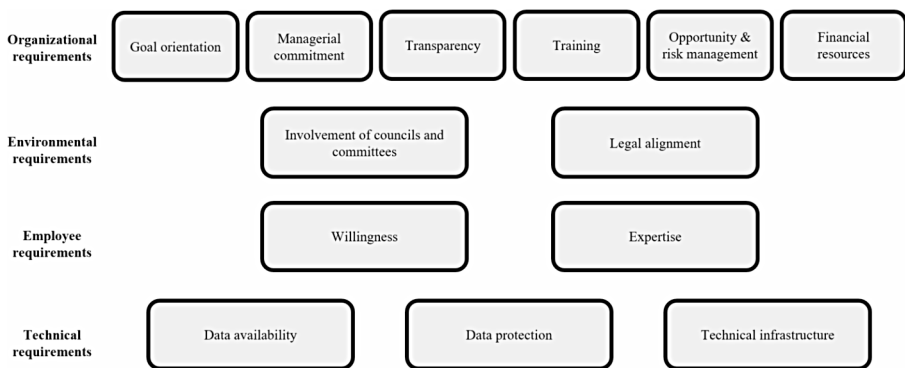 Organizational
requirements
Goal orientation
Managerial
commitment
Transparency
Training
Opportunity &
risk management
Financial
resources
Environmental
requirements
Involvement of councils and
committees
Legal alignment
Employee
requirements
Willingness
Expertise
Technical
requirements
Data availability
Data protection
Technical infrastructure